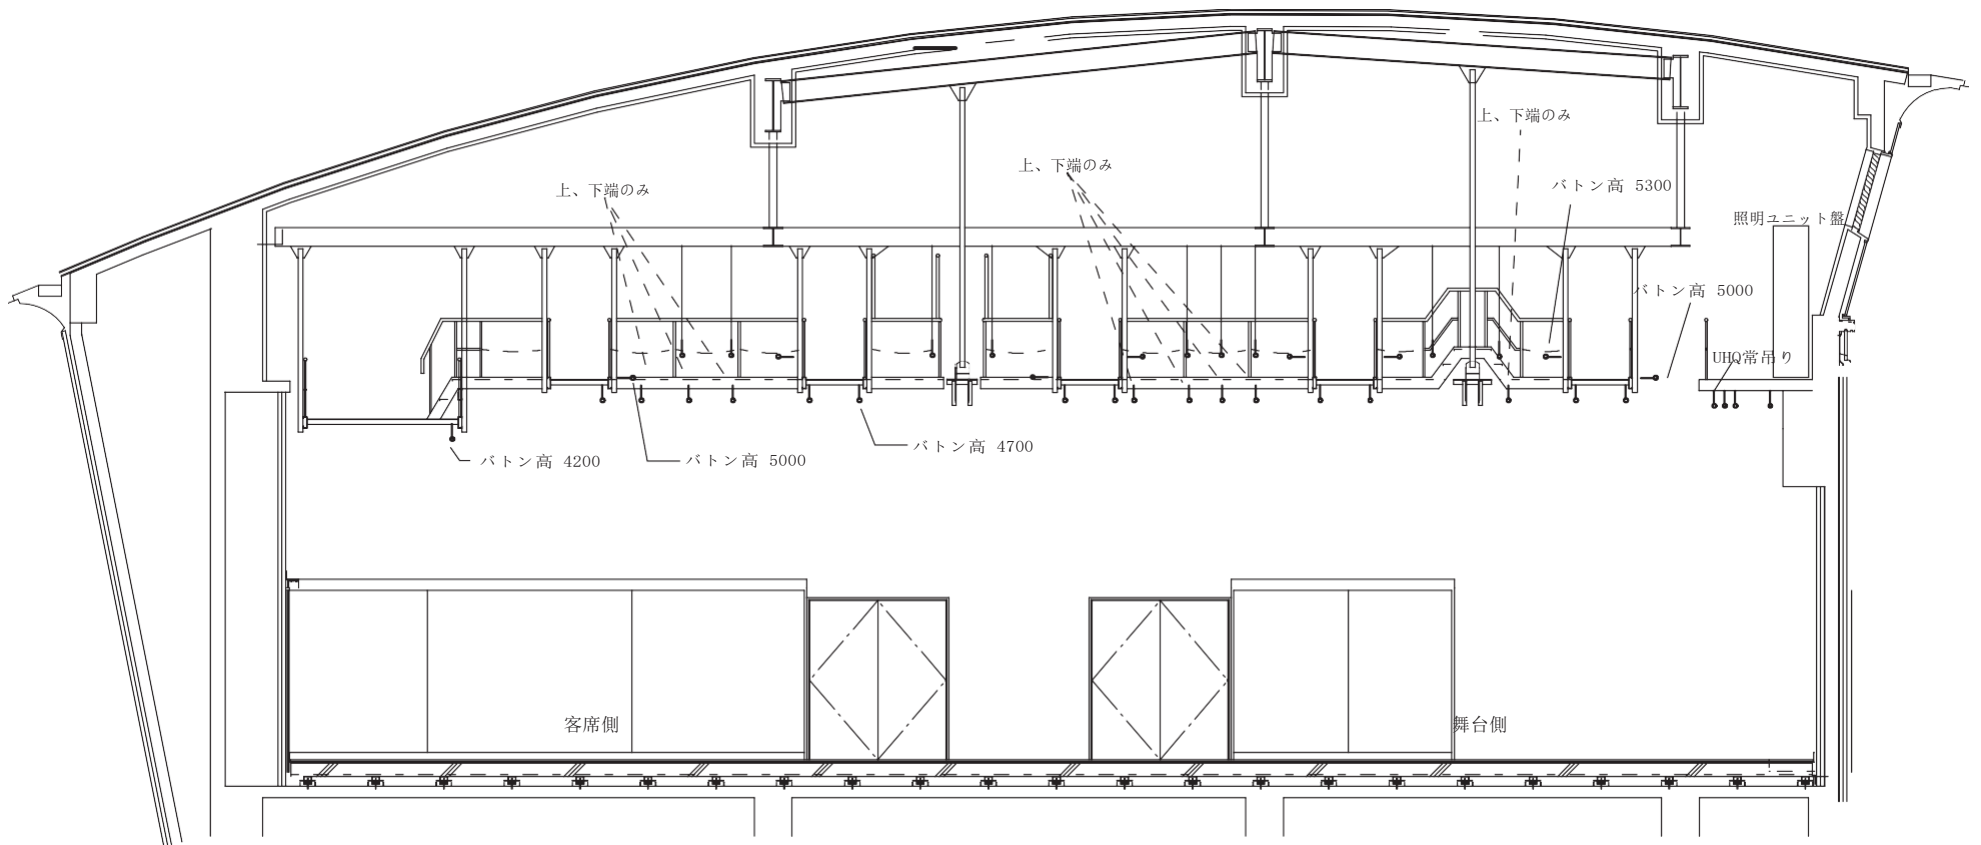 上、下端のみ
上、下端のみ
上、下端のみ
バトン高 5300
照明ユニット盤
バトン高 5000
UHQ常吊り
バトン高 4200
バトン高 5000
バトン高 4700
客席側
舞台側